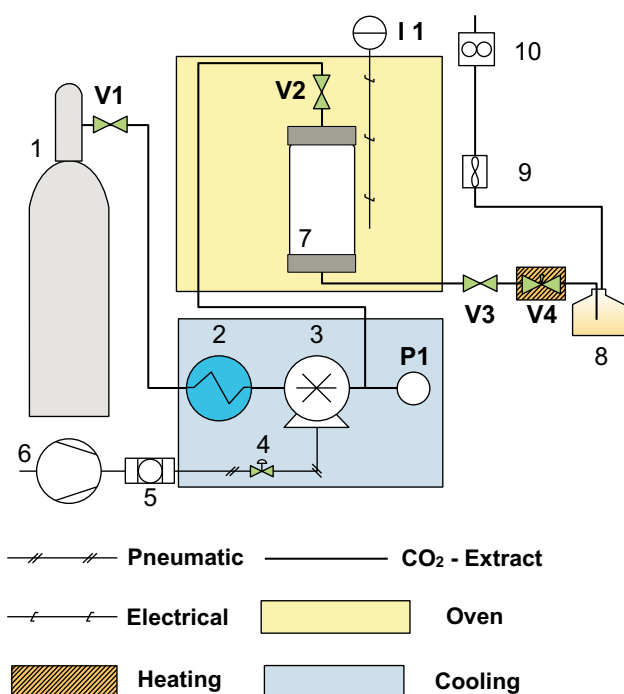 I 1
10
V1
V2
1
9
7
V3
V4
8
2
3
P1
4
6
5
Pneumatic
CO₂ - Extract
Electrical
Oven
Heating
Cooling